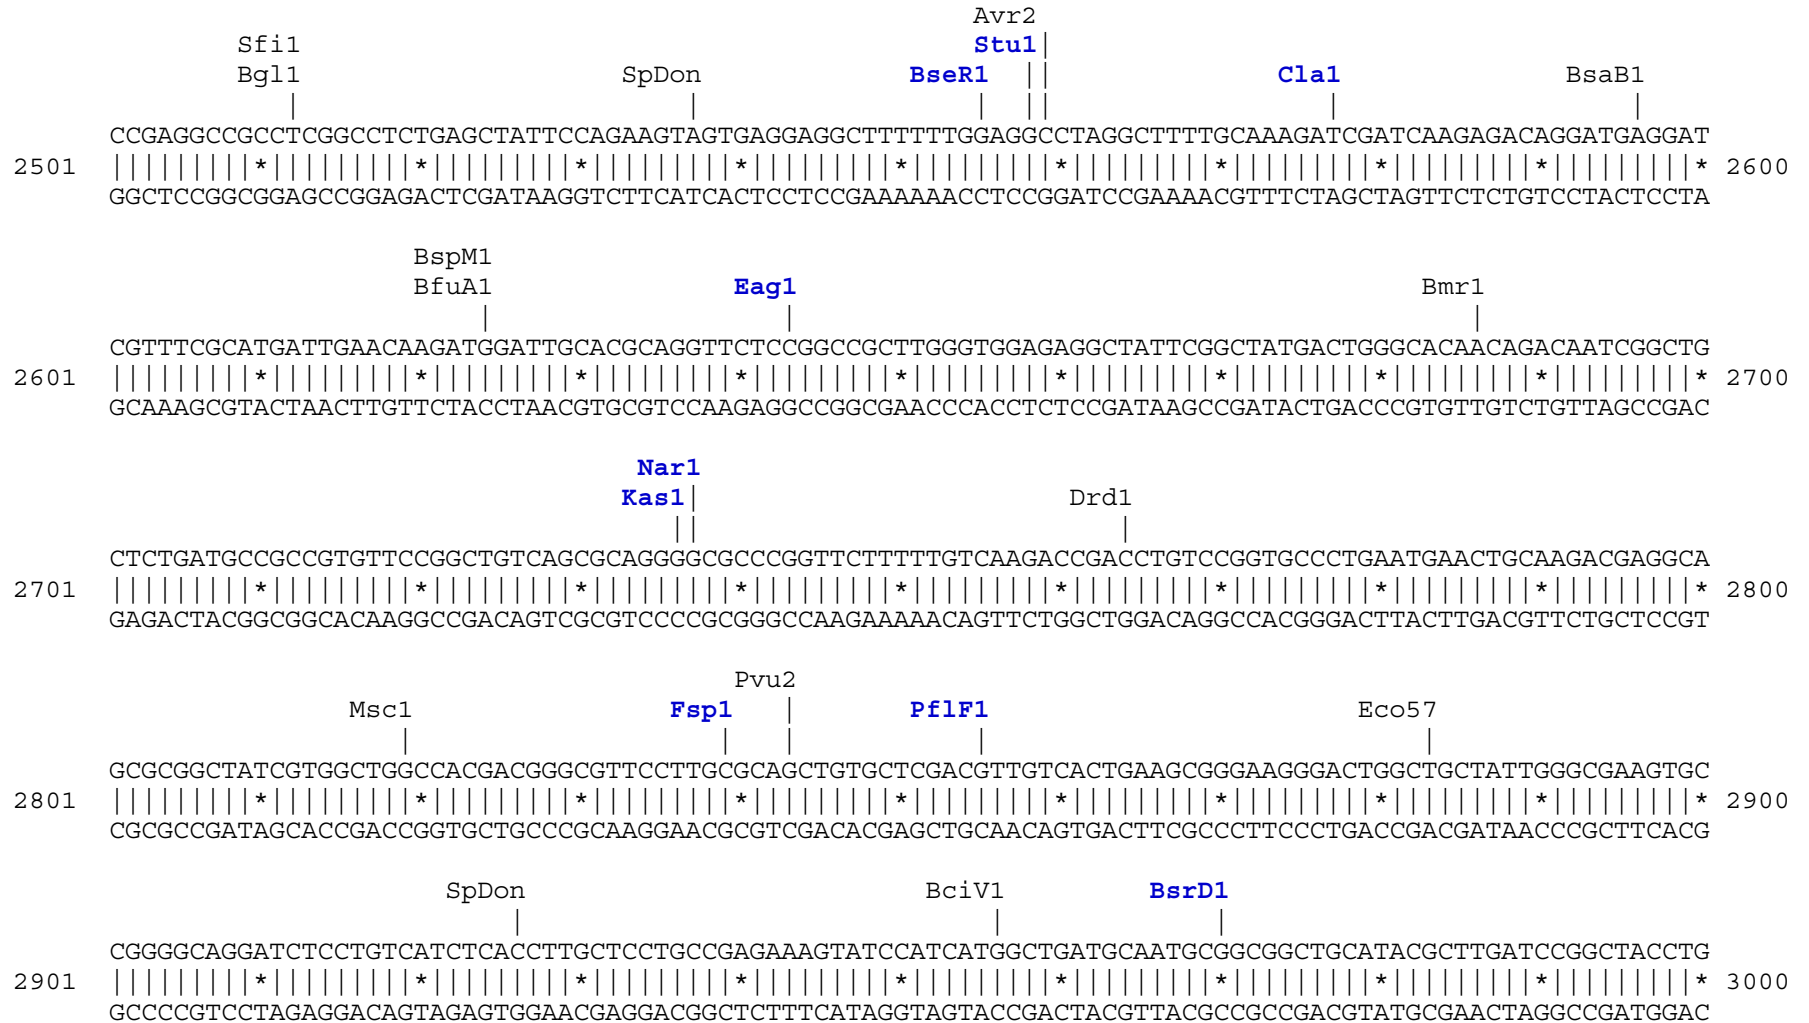 Avr2
Sfi1 Stu1|
Bgl1 SpDon BseR1 || Cla1 BsaB1
| | | || | |
CCGAGGCCGCCTCGGCCTCTGAGCTATTCCAGAAGTAGTGAGGAGGCTTTTTTGGAGGCCTAGGCTTTTGCAAAGATCGATCAAGAGACAGGATGAGGAT
2501 |||||||||*|||||||||*|||||||||*|||||||||*|||||||||*|||||||||*|||||||||*|||||||||*|||||||||*|||||||||* 2600
GGCTCCGGCGGAGCCGGAGACTCGATAAGGTCTTCATCACTCCTCCGAAAAAACCTCCGGATCCGAAAACGTTTCTAGCTAGTTCTCTGTCCTACTCCTA
BspM1
BfuA1 Eag1 Bmr1
| | |
CGTTTCGCATGATTGAACAAGATGGATTGCACGCAGGTTCTCCGGCCGCTTGGGTGGAGAGGCTATTCGGCTATGACTGGGCACAACAGACAATCGGCTG
2601 |||||||||*|||||||||*|||||||||*|||||||||*|||||||||*|||||||||*|||||||||*|||||||||*|||||||||*|||||||||* 2700
GCAAAGCGTACTAACTTGTTCTACCTAACGTGCGTCCAAGAGGCCGGCGAACCCACCTCTCCGATAAGCCGATACTGACCCGTGTTGTCTGTTAGCCGAC
Nar1
Kas1| Drd1
|| |
CTCTGATGCCGCCGTGTTCCGGCTGTCAGCGCAGGGGCGCCCGGTTCTTTTTGTCAAGACCGACCTGTCCGGTGCCCTGAATGAACTGCAAGACGAGGCA
2701 |||||||||*|||||||||*|||||||||*|||||||||*|||||||||*|||||||||*|||||||||*|||||||||*|||||||||*|||||||||* 2800
GAGACTACGGCGGCACAAGGCCGACAGTCGCGTCCCCGCGGGCCAAGAAAAACAGTTCTGGCTGGACAGGCCACGGGACTTACTTGACGTTCTGCTCCGT
Pvu2
Msc1 Fsp1 | PflF1 Eco57
| | | | |
GCGCGGCTATCGTGGCTGGCCACGACGGGCGTTCCTTGCGCAGCTGTGCTCGACGTTGTCACTGAAGCGGGAAGGGACTGGCTGCTATTGGGCGAAGTGC
2801 |||||||||*|||||||||*|||||||||*|||||||||*|||||||||*|||||||||*|||||||||*|||||||||*|||||||||*|||||||||* 2900
CGCGCCGATAGCACCGACCGGTGCTGCCCGCAAGGAACGCGTCGACACGAGCTGCAACAGTGACTTCGCCCTTCCCTGACCGACGATAACCCGCTTCACG
SpDon BciV1 BsrD1
| | |
CGGGGCAGGATCTCCTGTCATCTCACCTTGCTCCTGCCGAGAAAGTATCCATCATGGCTGATGCAATGCGGCGGCTGCATACGCTTGATCCGGCTACCTG
2901 |||||||||*|||||||||*|||||||||*|||||||||*|||||||||*|||||||||*|||||||||*|||||||||*|||||||||*|||||||||* 3000
GCCCCGTCCTAGAGGACAGTAGAGTGGAACGAGGACGGCTCTTTCATAGGTAGTACCGACTACGTTACGCCGCCGACGTATGCGAACTAGGCCGATGGAC